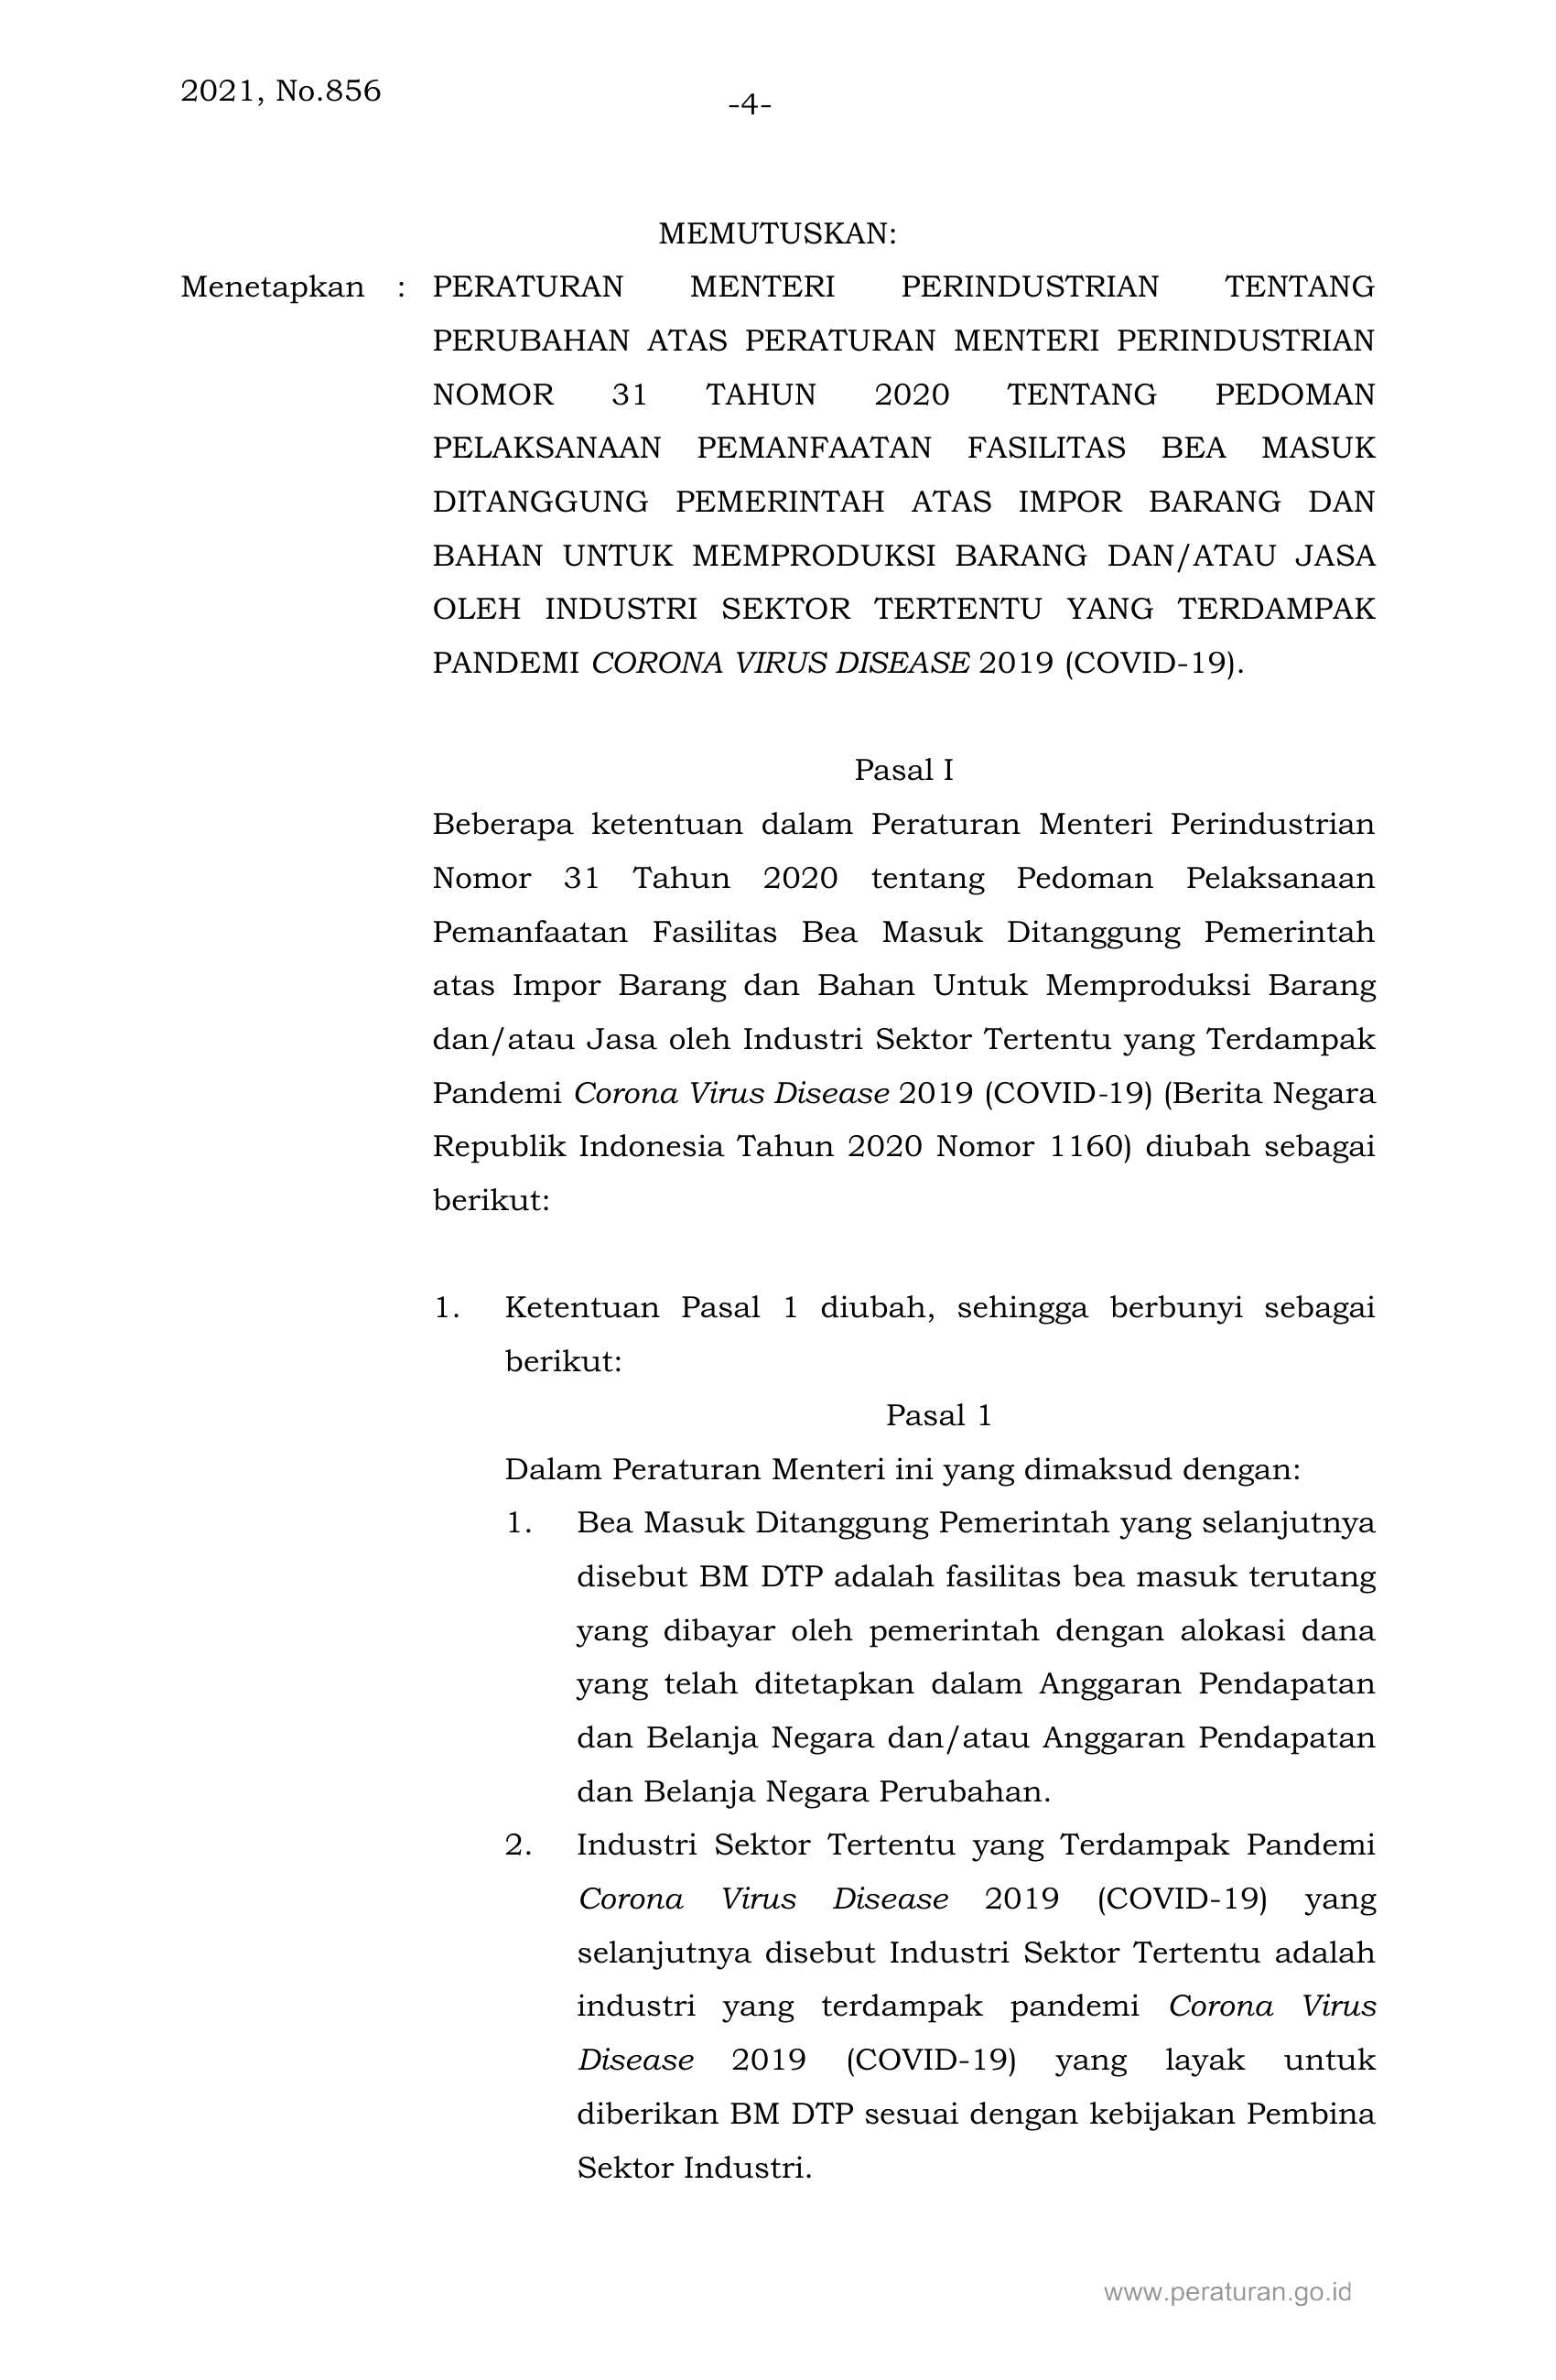 2021, No.856
-4-
MEMUTUSKAN:
Menetapkan : PERATURAN MENTERI PERINDUSTRIAN TENTANG
PERUBAHAN ATAS PERATURAN MENTERI PERINDUSTRIAN
NOMOR 31 TAHUN 2020 TENTANG PEDOMAN
PELAKSANAAN PEMANFAATAN FASILITAS BEA MASUK
DITANGGUNG PEMERINTAH ATAS IMPOR BARANG DAN
BAHAN UNTUK MEMPRODUKSI BARANG DAN/ATAU JASA
OLEH INDUSTRI SEKTOR TERTENTU YANG TERDAMPAK
PANDEMI CORONA VIRUS DISEASE 2019 (COVID-19).
Pasal I
Beberapa ketentuan dalam Peraturan Menteri Perindustrian
Nomor 31 Tahun 2020 tentang Pedoman Pelaksanaan
Pemanfaatan Fasilitas Bea Masuk Ditanggung Pemerintah
atas Impor Barang dan Bahan Untuk Memproduksi Barang
dan/atau Jasa oleh Industri Sektor Tertentu yang Terdampak
Pandemi Corona Virus Disease 2019 (COVID-19) (Berita Negara
Republik Indonesia Tahun 2020 Nomor 1160) diubah sebagai
berikut:
1. Ketentuan Pasal 1 diubah, sehingga berbunyi sebagai
berikut:
Pasal 1
Dalam Peraturan Menteri ini yang dimaksud dengan:
1. Bea Masuk Ditanggung Pemerintah yang selanjutnya
disebut BM DTP adalah fasilitas bea masuk terutang
yang dibayar oleh pemerintah dengan alokasi dana
yang telah ditetapkan dalam Anggaran Pendapatan
dan Belanja Negara dan/atau Anggaran Pendapatan
dan Belanja Negara Perubahan.
2. Industri Sektor Tertentu yang Terdampak Pandemi
Corona Virus Disease 2019 (COVID-19) yang
selanjutnya disebut Industri Sektor Tertentu adalah
industri yang terdampak pandemi Corona Virus
Disease 2019 (COVID-19) yang layak untuk
diberikan BM DTP sesuai dengan kebijakan Pembina
Sektor Industri.
www.peraturan.go.id